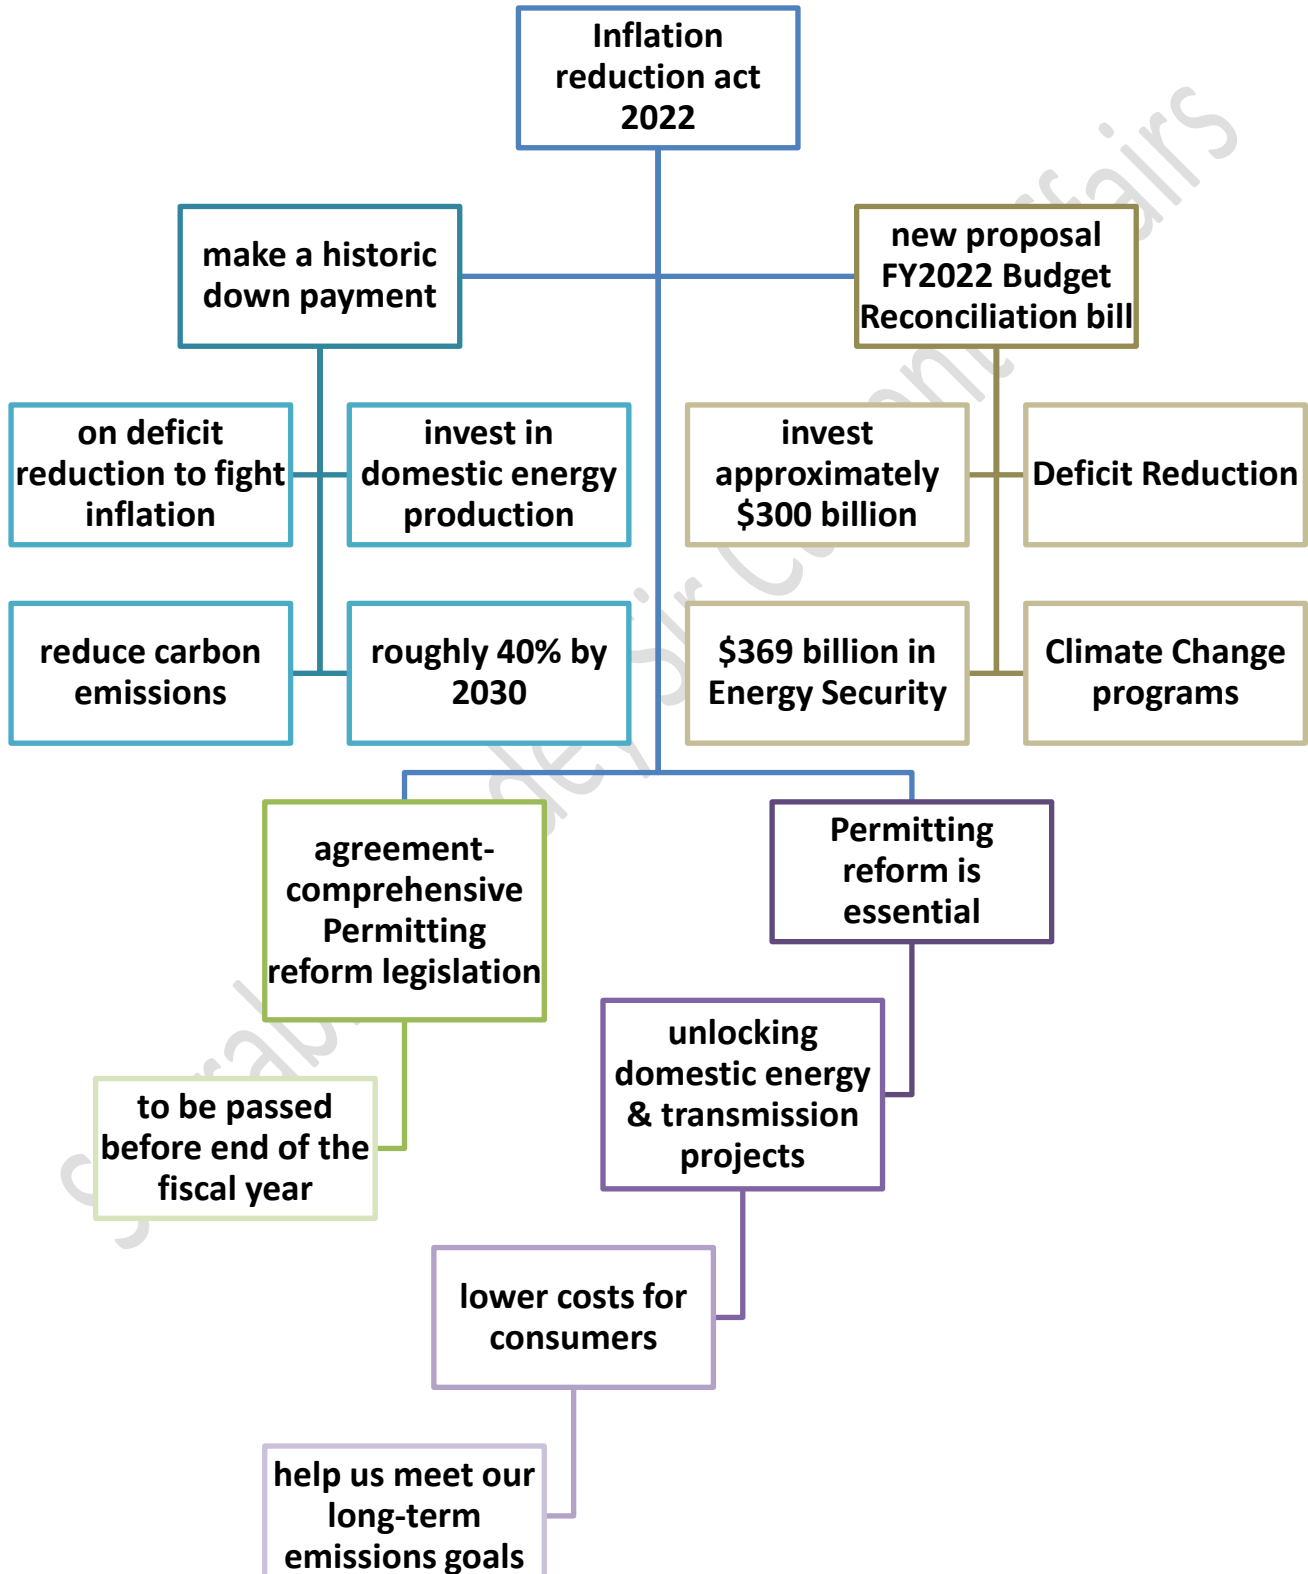 Inflation
reduction act
2022
make a historic
down payment
new proposal
FY2022 Budget
Reconciliation bill
on deficit
reduction to fight
inflation
invest in
domestic energy
production
invest
approximately
$300 billion
Deficit Reduction
reduce carbon
emissions
roughly 40% by
2030
$369 billion in
Energy Security
Climate Change
programs
agreement-
comprehensive
Permitting
reform legislation
Permitting
reform is
essential
to be passed
before end of the
fiscal year
unlocking
domestic energy
& transmission
projects
lower costs for
consumers
help us meet our
long-term
emissions goals